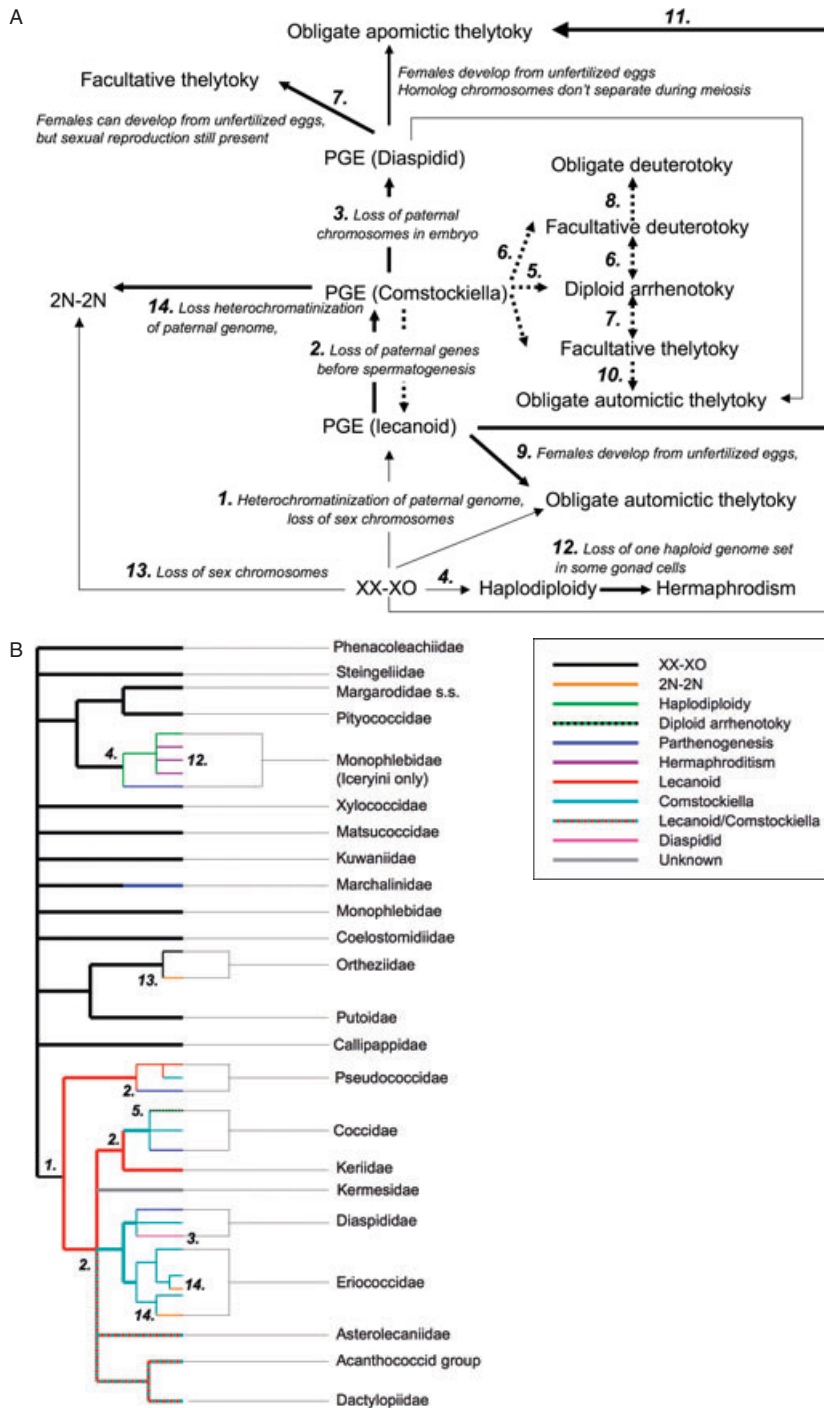 A
11.
Obligate apomictic thelytoky
Females develop from unfertilized eggs
Homolog chromosomes don't separate during meiosis
Facultative thelytoky
7.
Females can develop from unfertilized eggs,
but sexual reproduction still present
PGE (Diaspidid)
Obligate deuterotoky
8.
3. Loss of paternal
chromosomes in embryo
Facultative deuterotoky
6.
6.
5.
2N-2N
PGE (Comstockiella)
Diploid arrhenotoky
14. Loss heterochromatinization
of paternal genome,
7.
2. Loss of paternal genes
before spermatogenesis
Facultative thelytoky
10.
Obligate automictic thelytoky
PGE (lecanoid)
9. Females develop from unfertilized eggs,
1. Heterochromatinization of paternal genome,
loss of sex chromosomes
Obligate automictic thelytoky
12. Loss of one haploid genome set
in some gonad cells
13. Loss of sex chromosomes
XX-XO
4.
Haplodiploidy
Hermaphrodism
B
Phenacoleachiidae
Steingeliidae
Margarodidae s.s.
Pityococcidae
4.
12.
Monophlebidae
(Iceryini only)
Xylococcidae
Matsucoccidae
Kuwaniidae
Marchalinidae
Monophlebidae
Coelostomidiidae
Ortheziidae
13.
Putoidae
Callipappidae
Pseudococcidae
2.
5.
Coccidae
2.
1.
Keriidae
Kermesidae
Diaspididae
3.
2.
Eriococcidae
14.
14.
Asterolecaniidae
Acanthococcid group
Dactylopiidae
XX-XO
2N-2N
Haplodiploidy
Diploid arrhenotoky
Parthenogenesis
Hermaphroditism
Lecanoid
Comstockiella
Lecanoid/Comstockiella
Diaspidid
Unknown